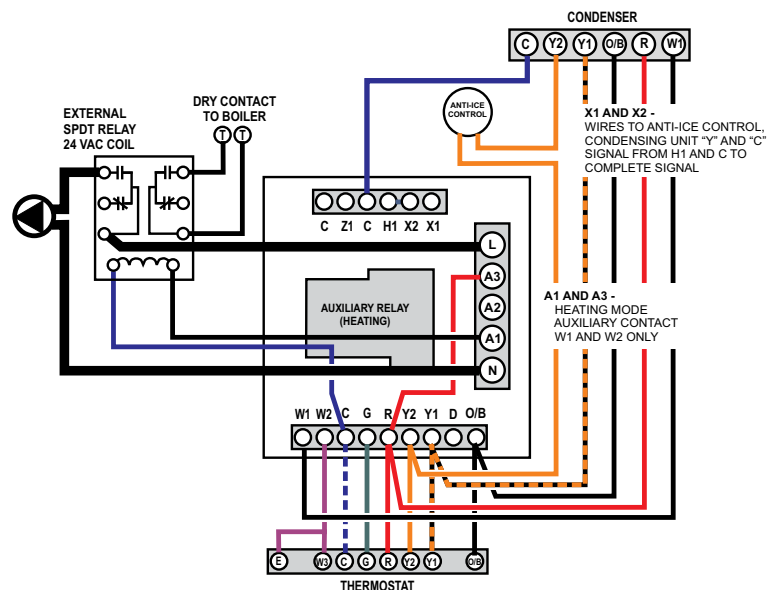 CONDENSER
C Y2 Y1 O/B R W1
DRY CONTACT
TO BOILER
T T
EXTERNAL
SPDT RELAY
24 VAC COIL
ANTI-ICE
CONTROL
X1 AND X2 -
WIRES TO ANTI-ICE CONTROL,
CONDENSING UNIT “Y” AND “C”
SIGNAL FROM H1 AND C TO
COMPLETE SIGNAL
C Z1 C H1 X2 X1
L
A3
A2
A1
N
AUXILIARY RELAY
(HEATING)
A1 AND A3 -
HEATING MODE
AUXILIARY CONTACT
W1 AND W2 ONLY
W1 W2 C G R Y2 Y1 D O/B
E W3 C G R Y2 Y1 O/B
THERMOSTAT